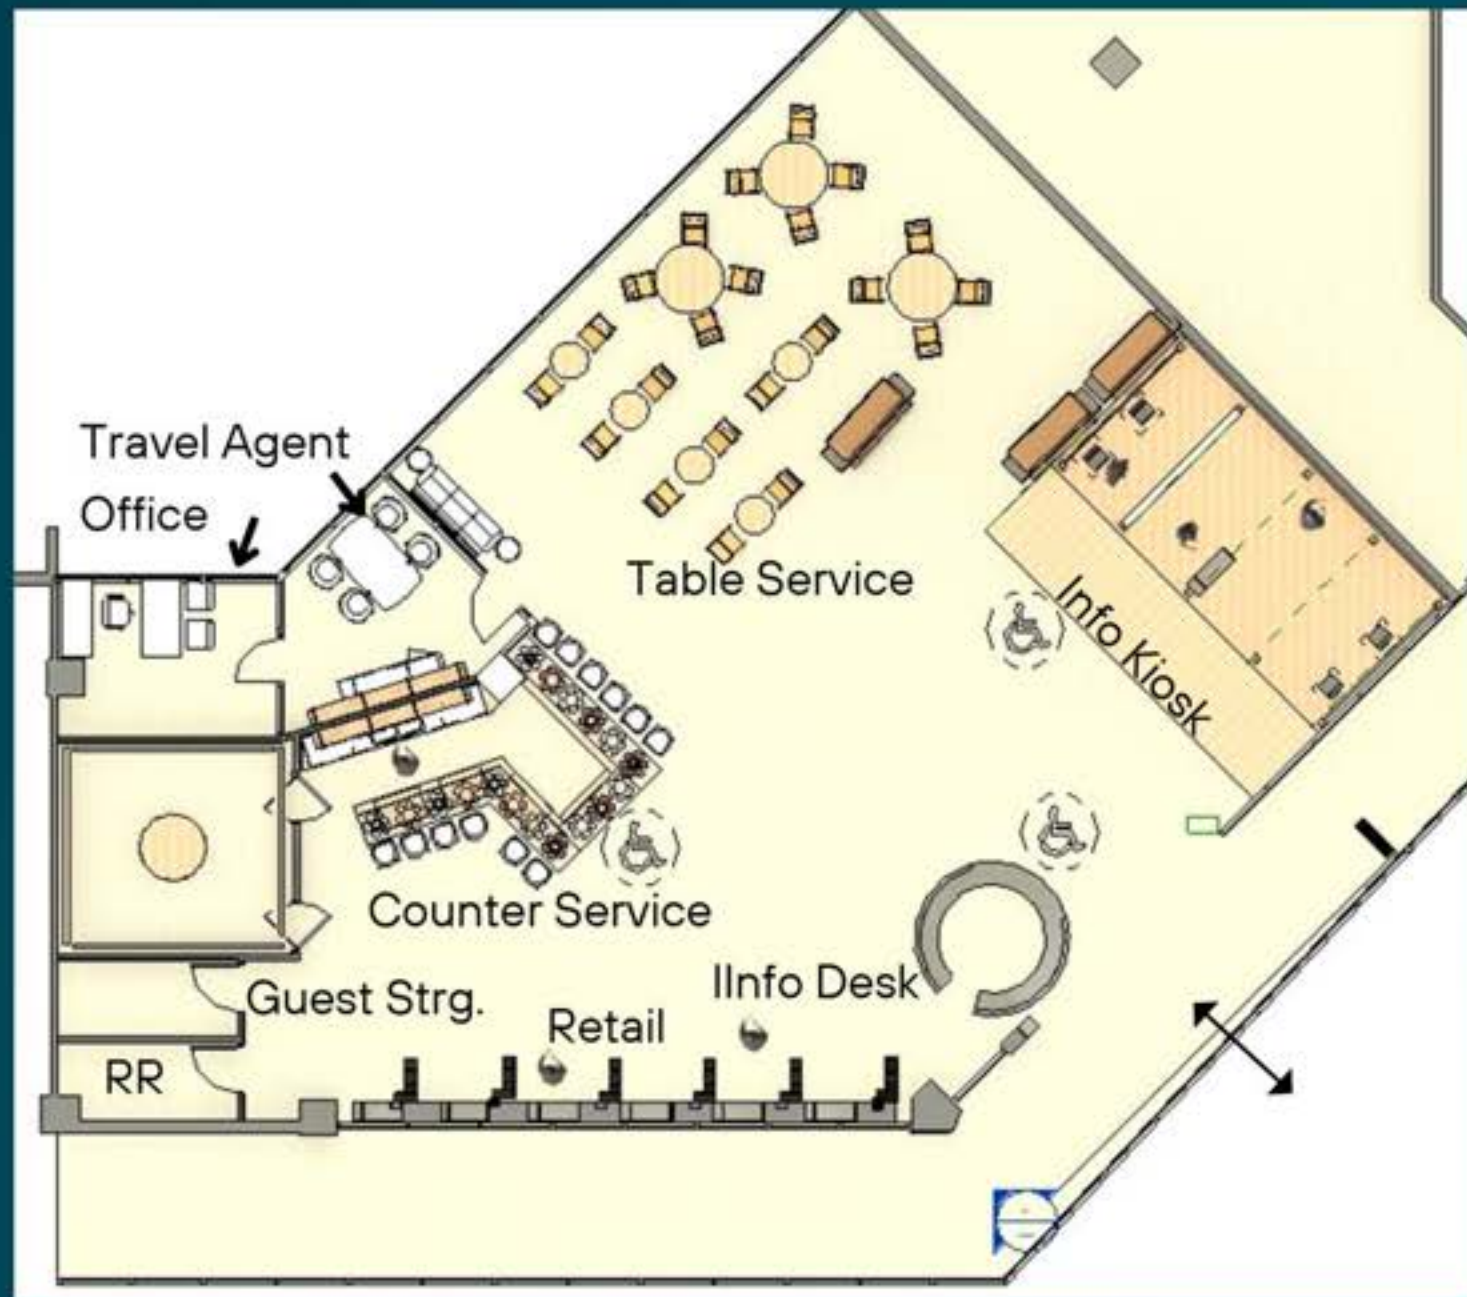 Travel Agent
Office
Table Service
Info Kiosk
Counter Service
IInfo Desk
Guest Strg.
Retail
RR